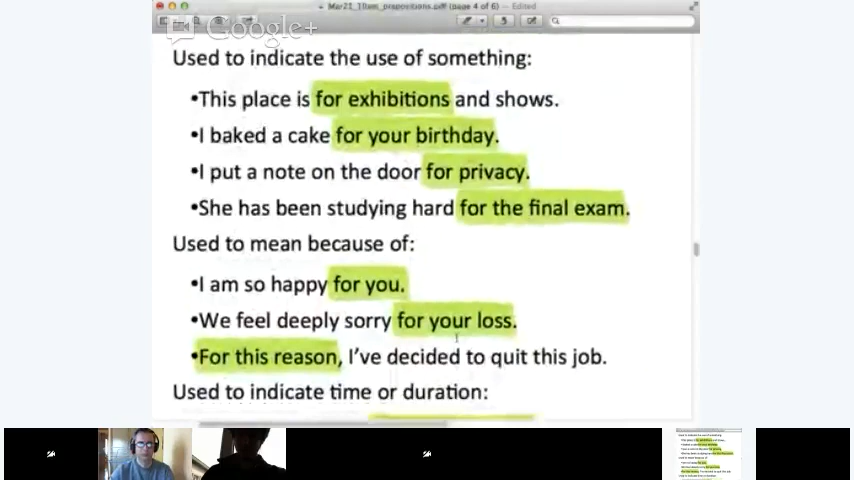 Mar21_10am_prepositions.pdf (page 4 of 6) — Edited
Google+
Used to indicate the use of something:
•This place is for exhibitions and shows.
•I baked a cake for your birthday.
•I put a note on the door for privacy.
•She has been studying hard for the final exam.
Used to mean because of:
•I am so happy for you.
•We feel deeply sorry for your loss.
•For this reason, I've decided to quit this job.
Used to indicate time or duration: